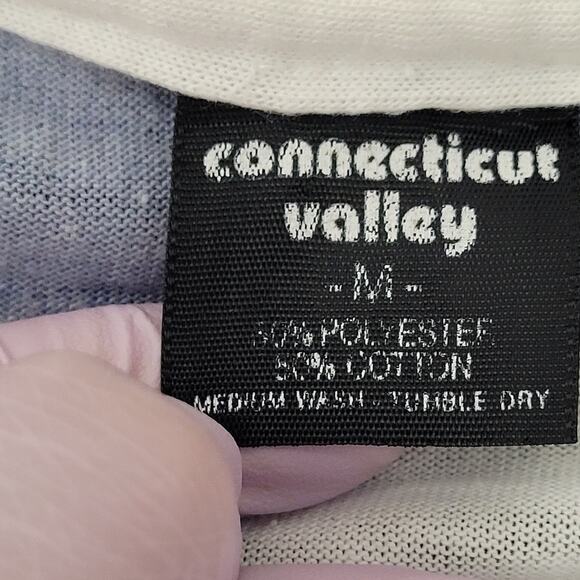 connecticut
valley
- M -
50% POLYESTER
50% COTTON
MEDIUM WASH - TUMBLE DRY